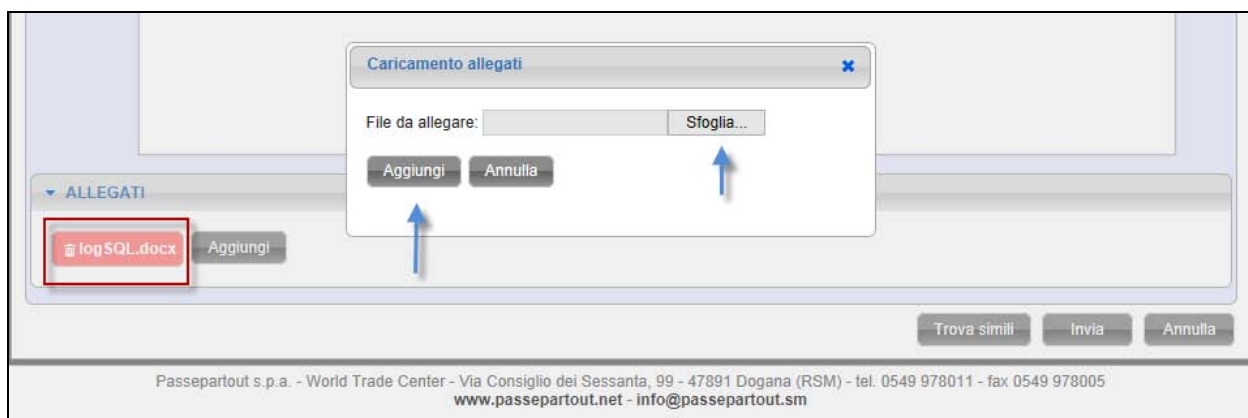 Caricamento allegati
File da allegare: Sfoglia...
Aggiungi Annulla
ALLEGATI
logSQL.docx Aggiungi
Trova simili Invia Annulla
Passepartout s.p.a. - World Trade Center - Via Consiglio dei Sessanta, 99 - 47891 Dogana (RSM) - tel. 0549 978011 - fax 0549 978005
www.passepartout.net - info@passepartout.sm